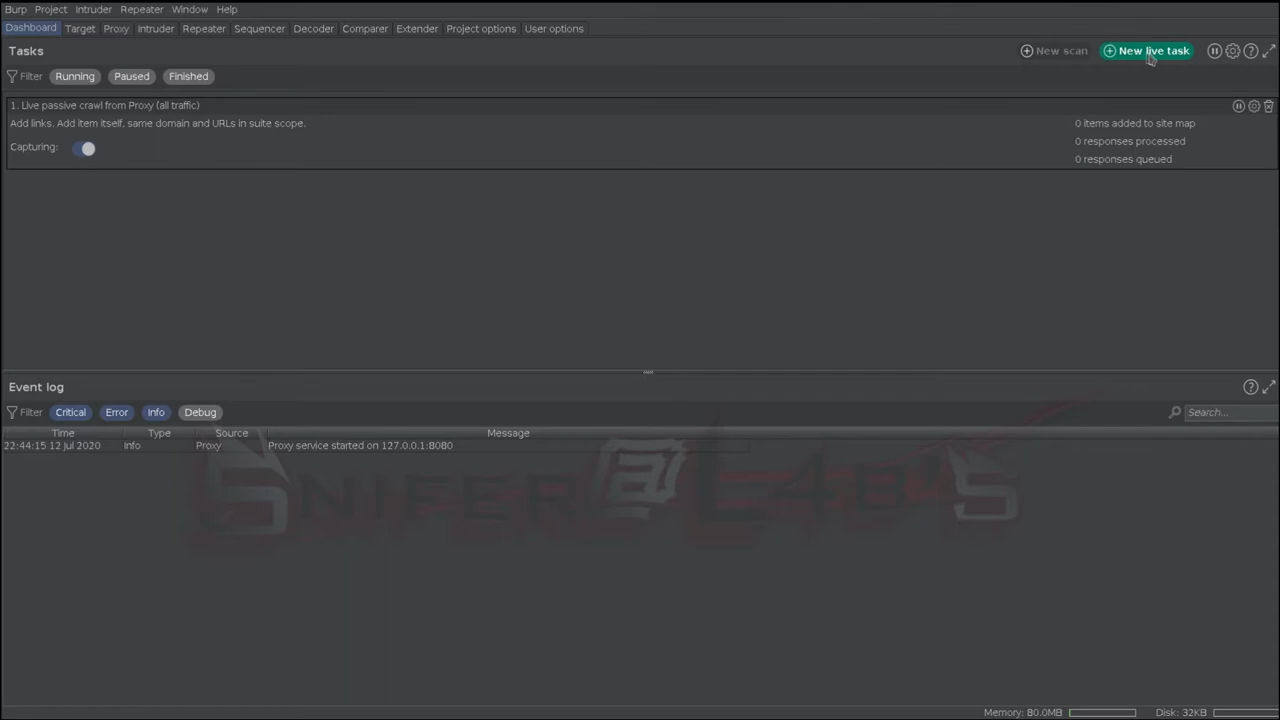 Burp Project Intruder Repeater Window Help
Dashboard Target Proxy Intruder Repeater Sequencer Decoder Comparer Extender Project options User options
Tasks New scan New live task
Filter Running Paused Finished
1. Live passive crawl from Proxy (all traffic)
Add links. Add item itself, same domain and URLs in suite scope. 0 items added to site map
Capturing: 0 responses processed
0 responses queued
Event log
Filter Critical Error Info Debug Search...
Time Type Source Message
22:44:15 12 Jul 2020 Info Proxy Proxy service started on 127.0.0.1:8080
SNIFER@L4B'S
Memory: 80.0MB Disk: 32KB